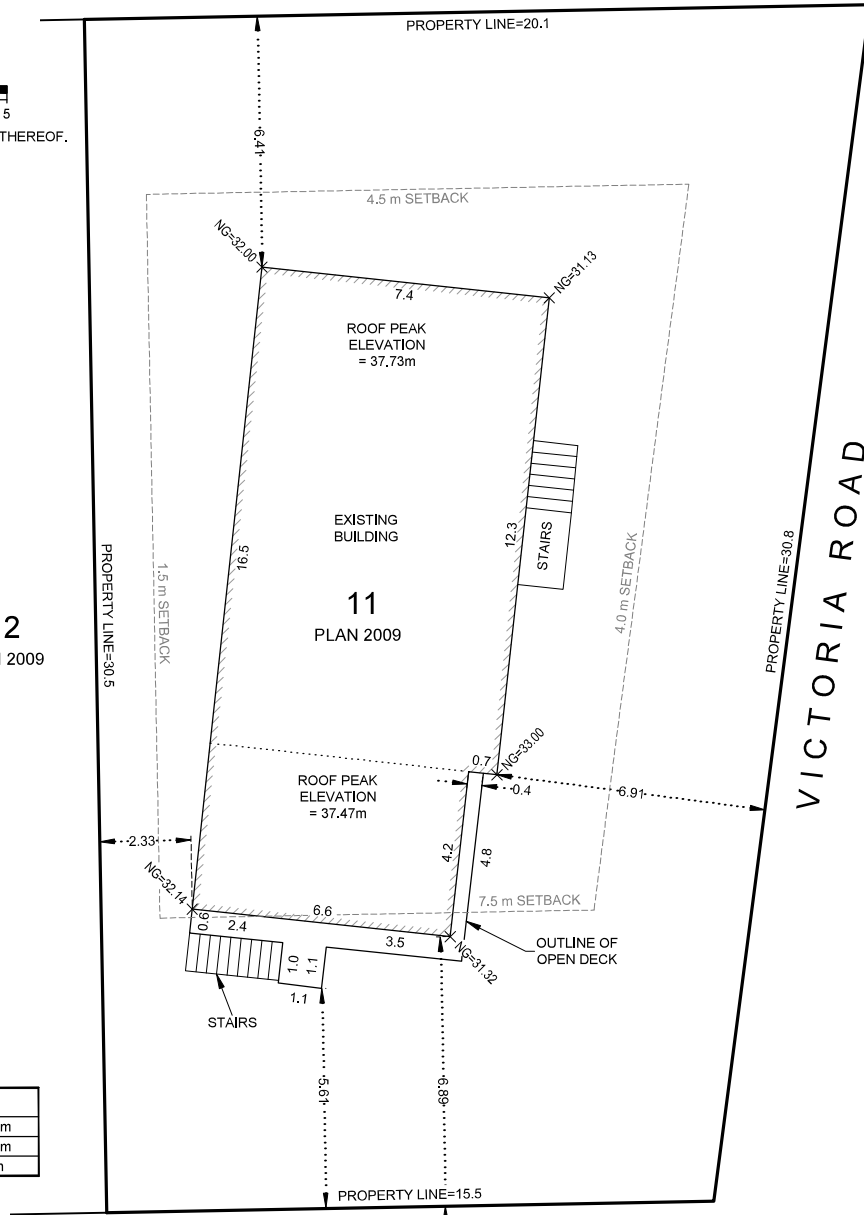 PROPERTY LINE=20.1
5
THEREOF.
6.41
4.5 m SETBACK
NG=32.00
NG=31.13
7.4
ROOF PEAK
ELEVATION
= 37.73m
EXISTING
BUILDING
11
PLAN 2009
16.5
12.3
STAIRS
1.5 m SETBACK
4.0 m SETBACK
PROPERTY LINE=30.5
PROPERTY LINE=30.8
VICTORIA ROAD
2
2009
0.7
NG=33.00
0.4
6.91
ROOF PEAK
ELEVATION
= 37.47m
2.33
4.2
4.8
NG=32.14
7.5 m SETBACK
6.6
0.6
2.4
3.5
NG=31.32
OUTLINE OF
OPEN DECK
1.0
1.1
1.1
STAIRS
5.61
6.89
m
m
PROPERTY LINE=15.5